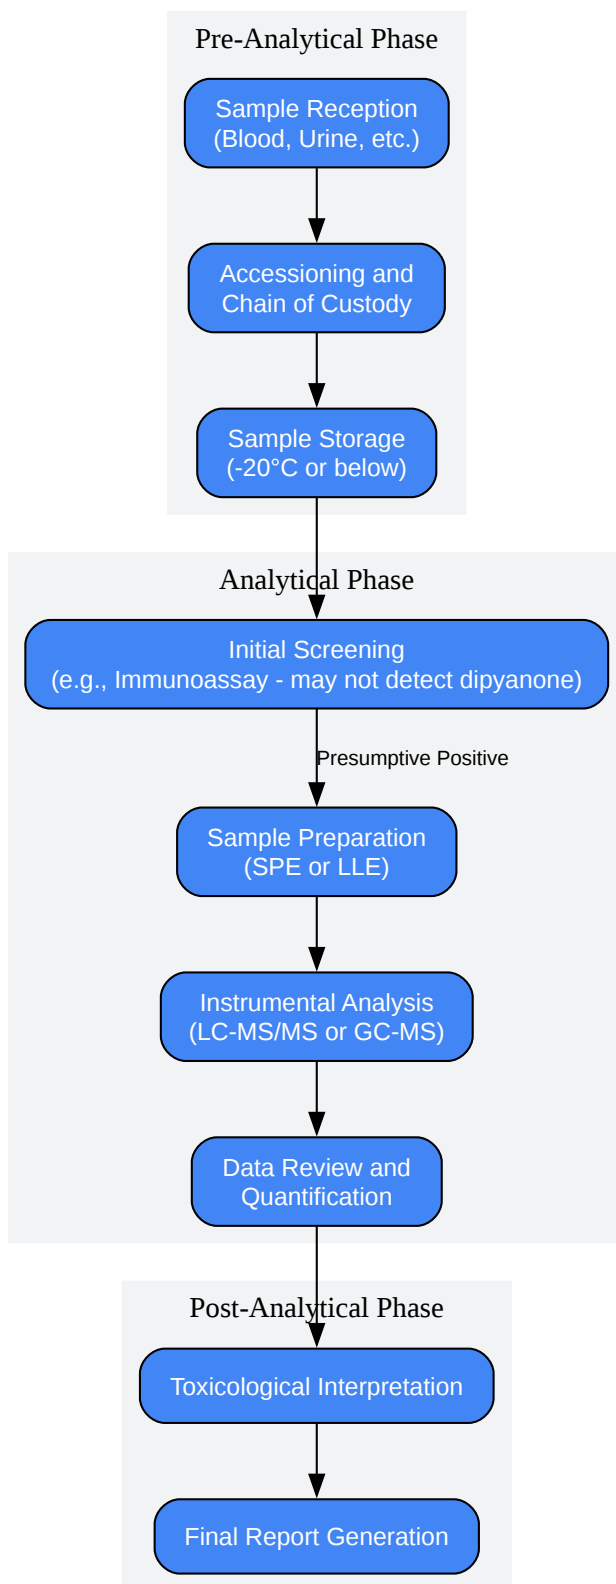 Pre-Analytical Phase
Sample Reception
(Blood, Urine, etc.)
Accessioning and
Chain of Custody
Sample Storage
(-20°C or below)
Analytical Phase
Initial Screening
(e.g., Immunoassay - may not detect dipyanone)
Presumptive Positive
Sample Preparation
(SPE or LLE)
Instrumental Analysis
(LC-MS/MS or GC-MS)
Data Review and
Quantification
Post-Analytical Phase
Toxicological Interpretation
Final Report Generation